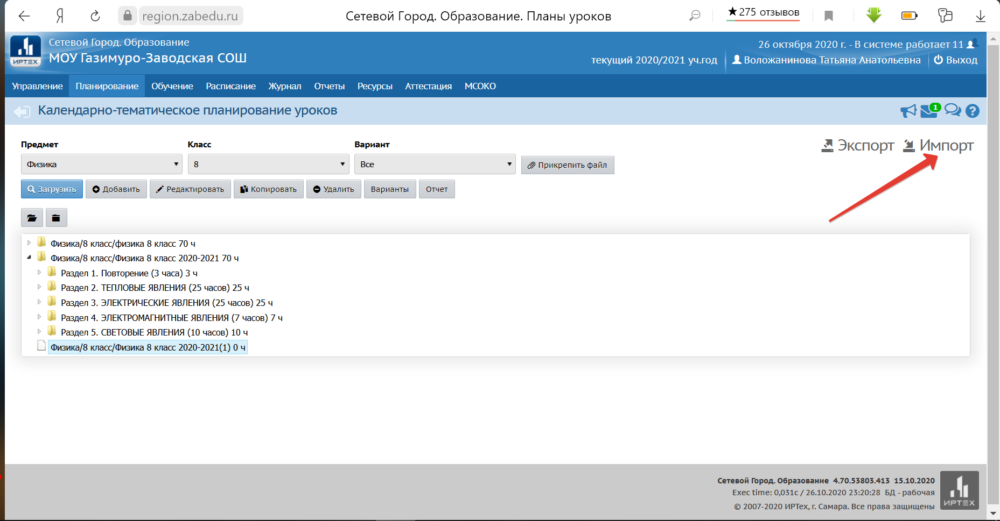 Я
region.zabedu.ru
Сетевой Город. Образование. Планы уроков
★ 275 отзывов
ИРТЕХ
Сетевой Город. Образование
МОУ Газимуро-Заводская СОШ
26 октября 2020 г. - В системе работает 11
текущий 2020/2021 уч.год
Воложанинова Татьяна Анатольевна
Выход
Управление Планирование Обучение Расписание Журнал Отчеты Ресурсы Аттестация МСОКО
Календарно-тематическое планирование уроков
1
?
Экспорт Импорт
Предмет Класс Вариант
Физика 8 Все Прикрепить файл
Загрузить Добавить Редактировать Копировать Удалить Варианты Отчет
Физика/8 класс/физика 8 класс 70 ч
Физика/8 класс/Физика 8 класс 2020-2021 70 ч
Раздел 1. Повторение (3 часа) 3 ч
Раздел 2. ТЕПЛОВЫЕ ЯВЛЕНИЯ (25 часов) 25 ч
Раздел 3. ЭЛЕКТРИЧЕСКИЕ ЯВЛЕНИЯ (25 часов) 25 ч
Раздел 4. ЭЛЕКТРОМАГНИТНЫЕ ЯВЛЕНИЯ (7 часов) 7 ч
Раздел 5. СВЕТОВЫЕ ЯВЛЕНИЯ (10 часов) 10 ч
Физика/8 класс/Физика 8 класс 2020-2021(1) 0 ч
Сетевой Город. Образование 4.70.53803.413 15.10.2020
Exec time: 0,031с / 26.10.2020 23:20:28 БД - рабочая
© 2007-2020 ИРТех, г. Самара. Все права защищены
ИРТЕХ